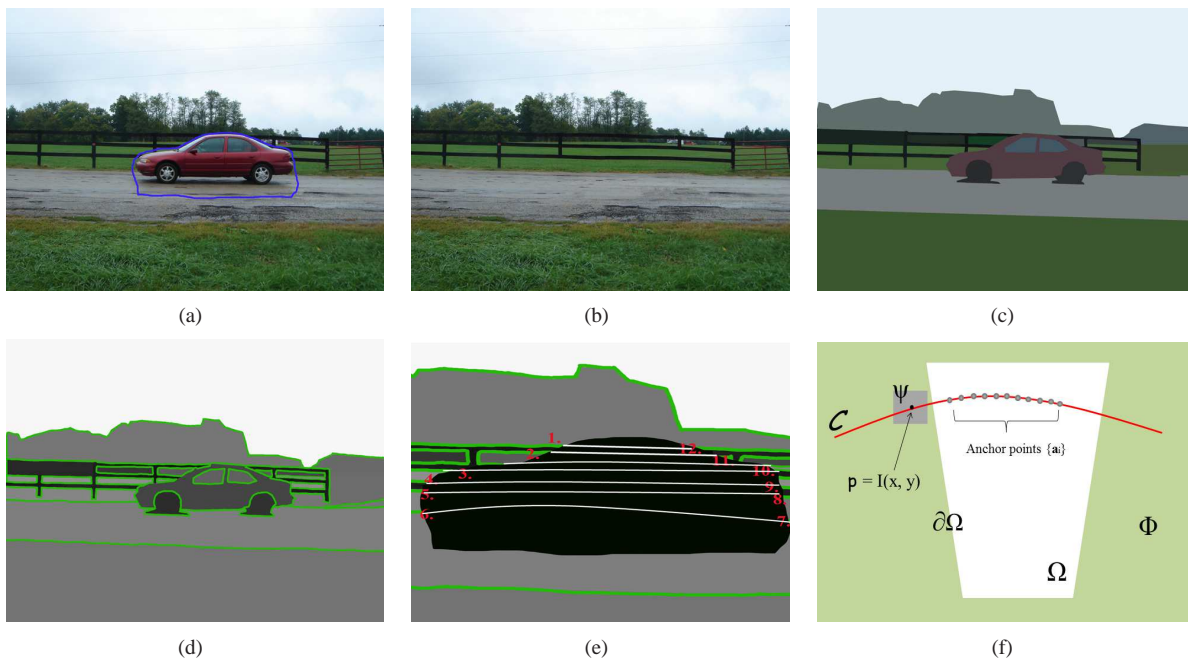 (a)
(b)
(c)
1.
12.
2.
11.
3.
10.
4.
9.
5.
8.
6.
7.
Ψ
C
Anchor points {aᵢ}
p = I(x, y)
∂Ω
Φ
Ω
(d)
(e)
(f)